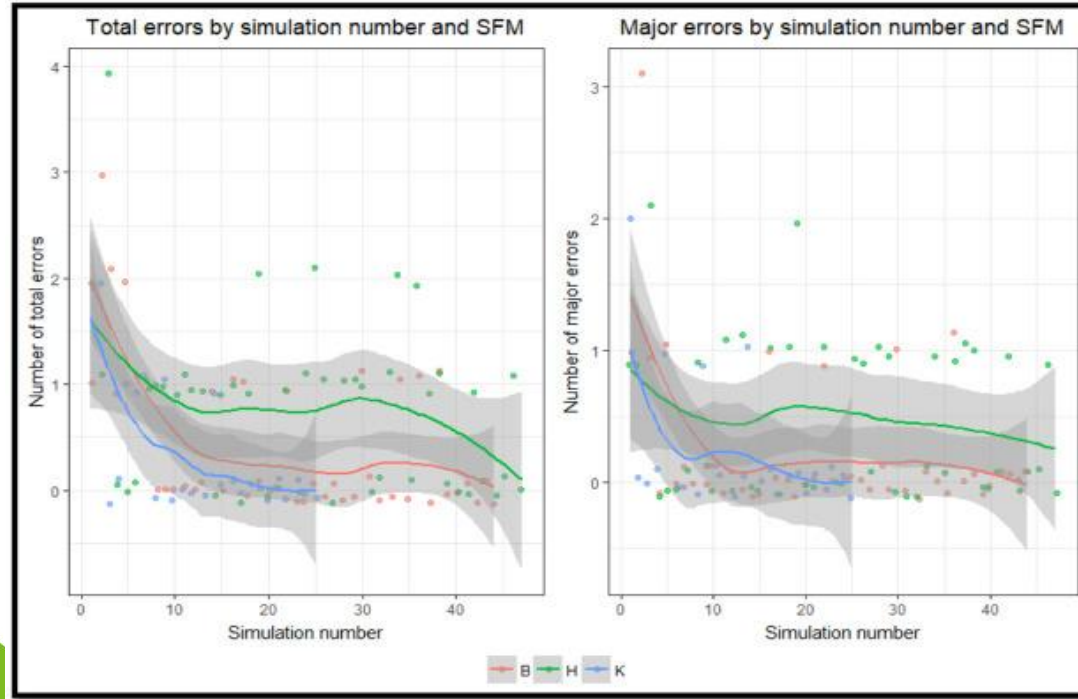 Total errors by simulation number and SFM
4
3
2
1
0
Number of total errors
0 10 20 30 40
Simulation number
Major errors by simulation number and SFM
3
2
1
0
Number of major errors
0 10 20 30 40
Simulation number
B H K